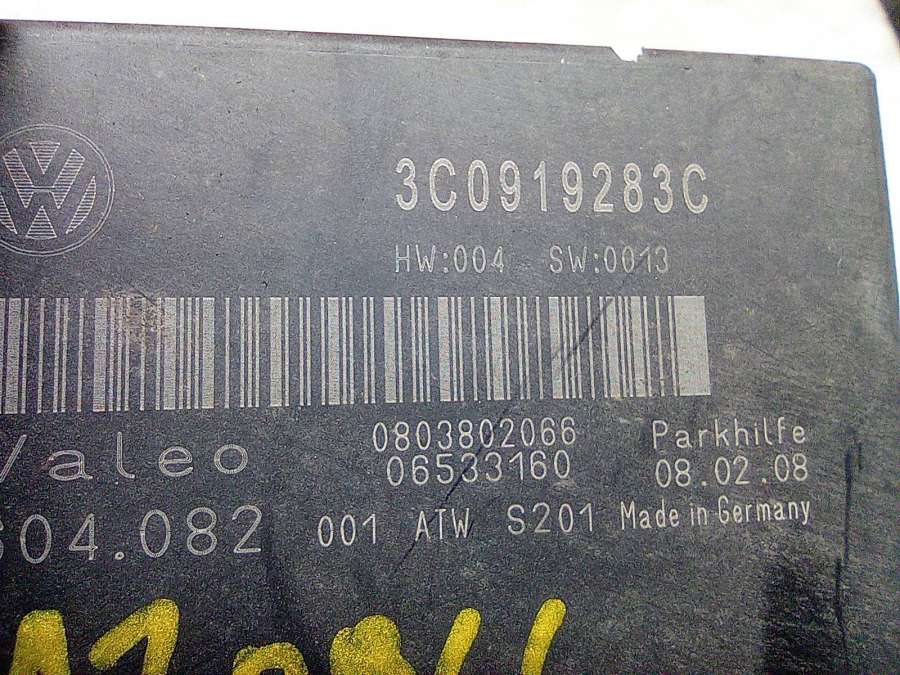 3C0919283C
HW:004 SW:0013
0803802066 Parkhilfe
Valeo 06533160 08.02.08
604.082 001 ATW S201 Made in Germany